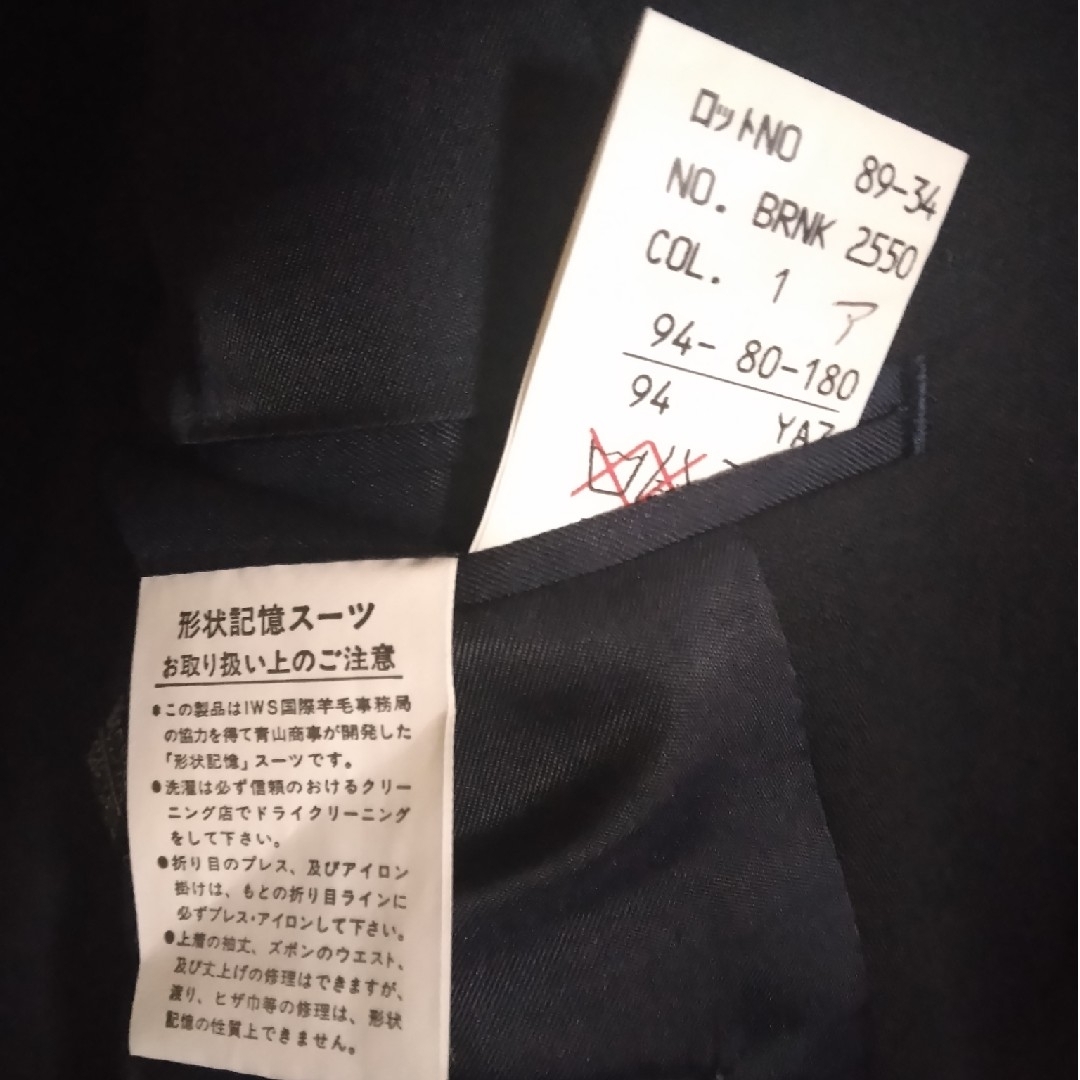 ロットNO 89-34
NO. BRNK 2550
COL. 1 ア
94- 80-180
94
形状記憶スーツ
お取り扱い上のご注意
＊この製品はIWS国際羊毛事務局
の協力を得て青山商事が開発した
「形状記憶」スーツです。
●洗濯は必ず信頼のおけるクリー
ニング店でドライクリーニング
をして下さい。
●折り目のプレス、及びアイロン
掛けは、もとの折り目ラインに
必ずプレス・アイロンして下さい。
●上着の袖丈、ズボンのウエスト、
及び丈上げの修理はできますが、
渡り、ヒザ巾等の修理は、形状
記憶の性質上できません。